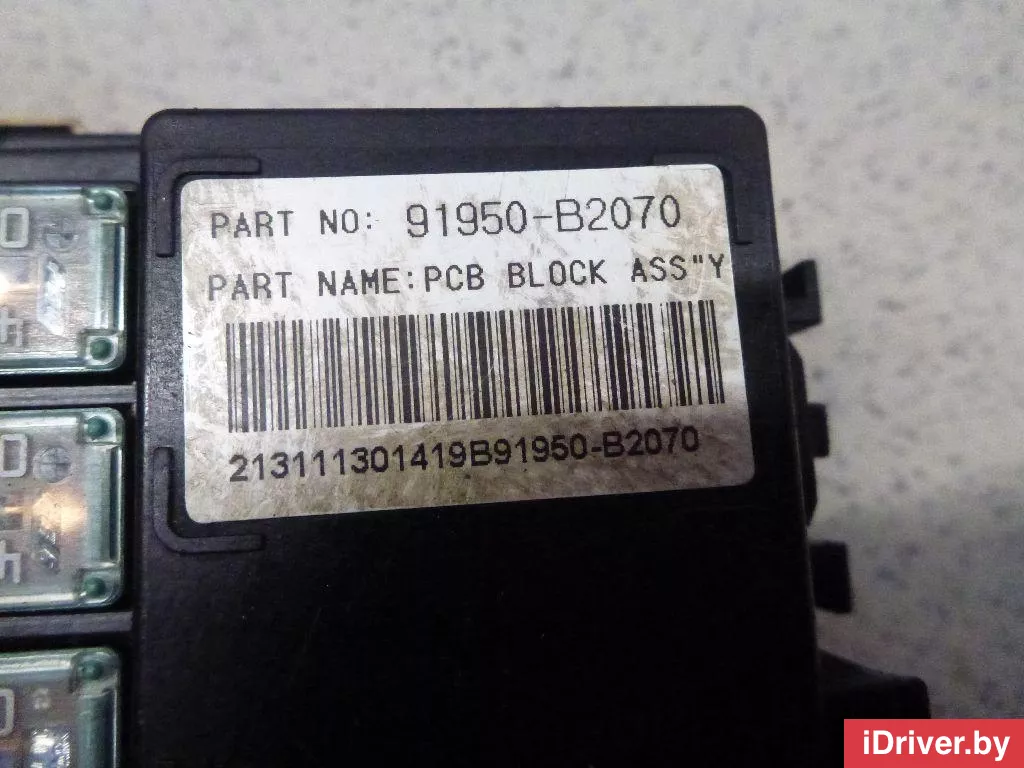 PART NO: 91950-B2070
PART NAME:PCB BLOCK ASS"Y
213111301419B91950-B2070
iDriver.by